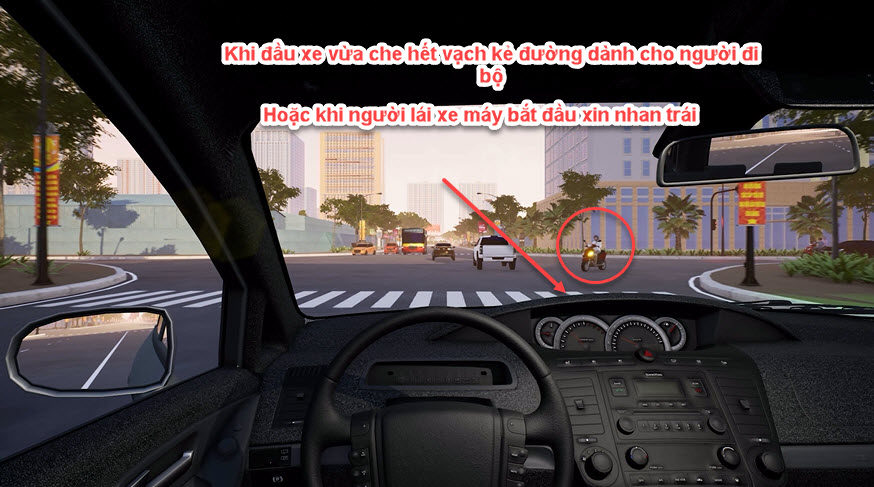 Khi đầu xe vừa che hết vạch kẻ đường dành cho người đi
bộ
Hoặc khi người lái xe máy bắt đầu xin nhan trái